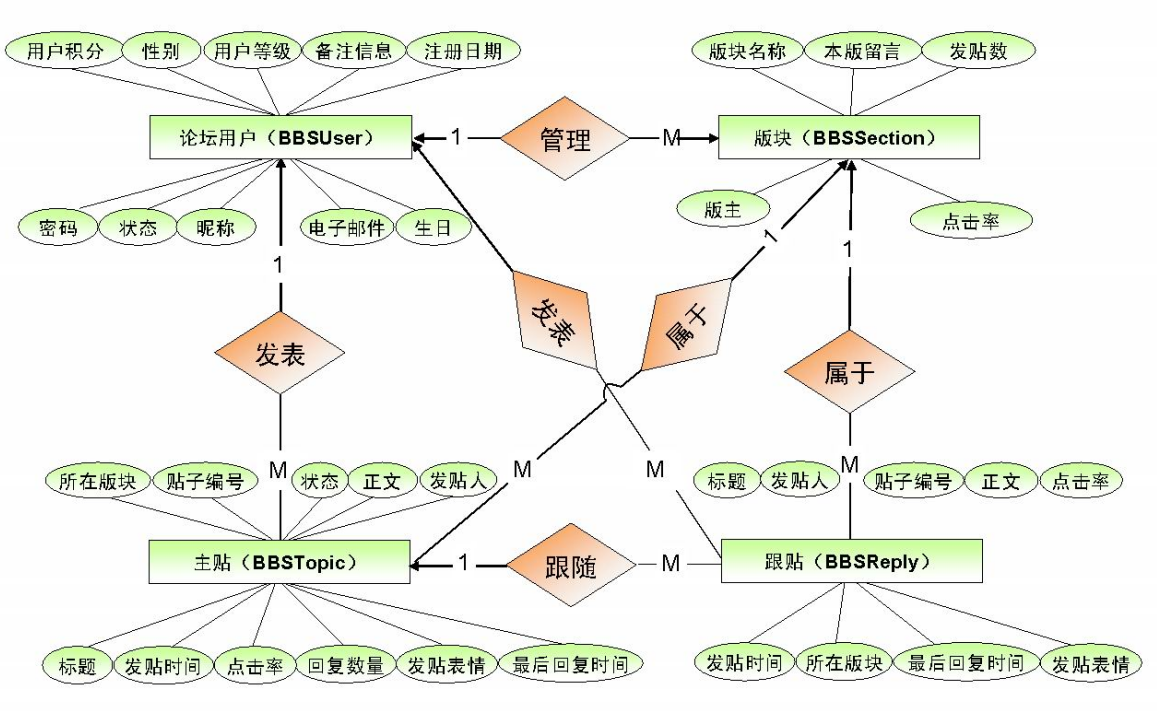 用户积分 性别 用户等级 备注信息 注册日期
版块名称 本版留言 发贴数
论坛用户（BBSUser）
1
管理
M
版块（BBSSection）
密码 状态 昵称 电子邮件 生日
版主
点击率
1
1
1
发表
发表
属于
属于
M
M
M
M
所在版块 贴子编号 状态 正文 发贴人
标题 发贴人 贴子编号 正文 点击率
主贴（BBSTopic）
1
跟随
M
跟贴（BBSReply）
标题 发贴时间 点击率 回复数量 发贴表情 最后回复时间
发贴时间 所在版块 最后回复时间 发贴表情